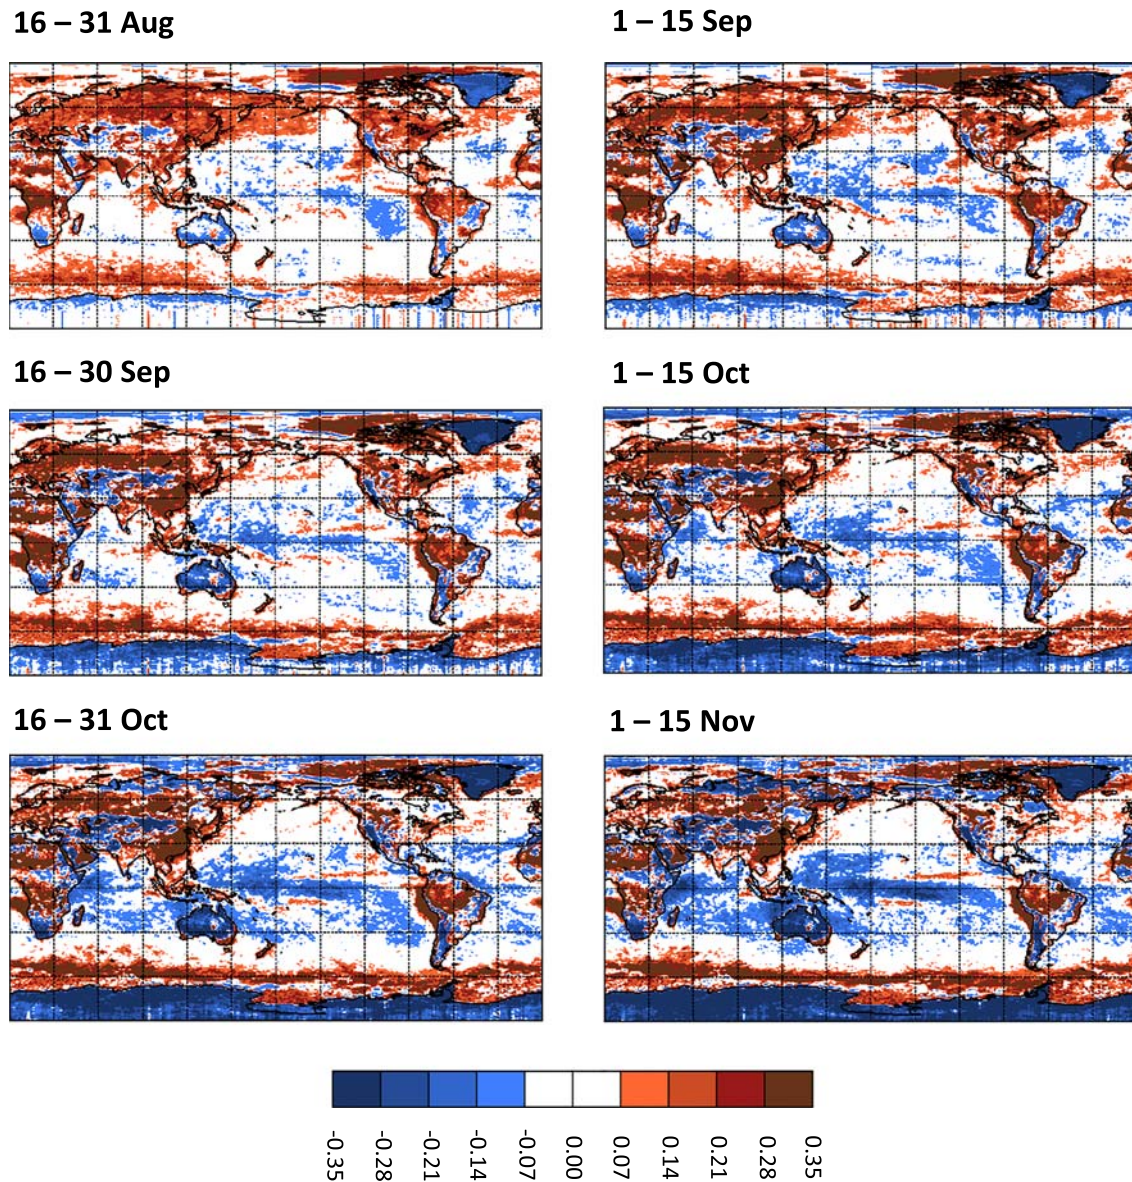 16 – 31 Aug
1 – 15 Sep
16 – 30 Sep
1 – 15 Oct
16 – 31 Oct
1 – 15 Nov
-0.35
-0.28
-0.21
-0.14
-0.07
0.00
0.07
0.14
0.21
0.28
0.35